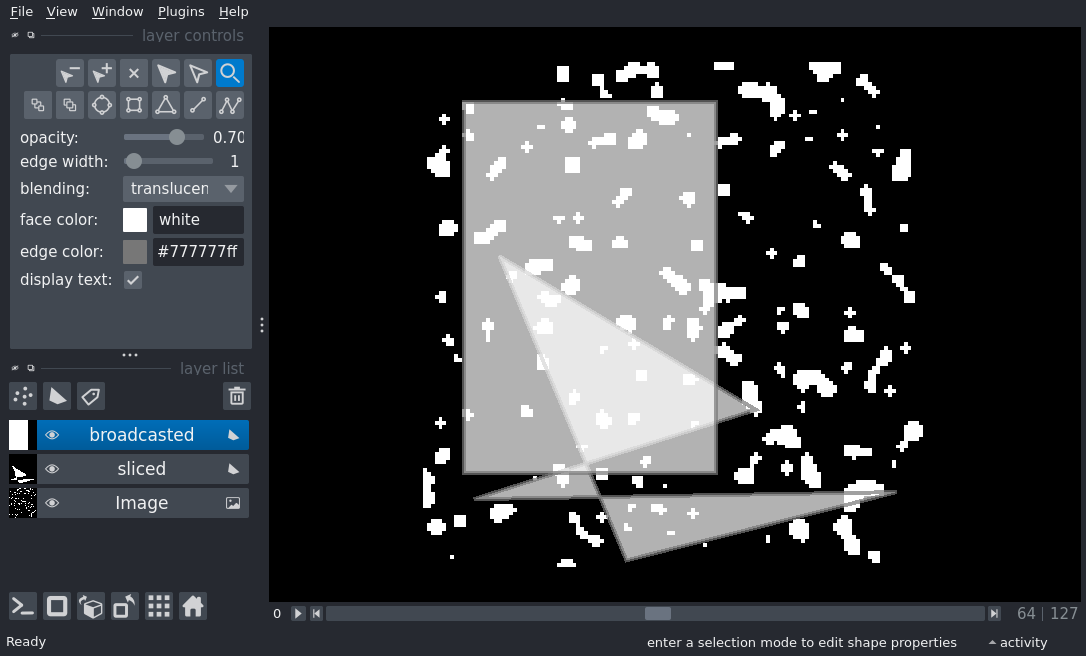 File View Window Plugins Help
layer controls
opacity: 0.70
edge width: 1
blending: translucen
face color: white
edge color: #777777ff
display text:
layer list
broadcasted
sliced
Image
0 64 | 127
Ready enter a selection mode to edit shape properties activity